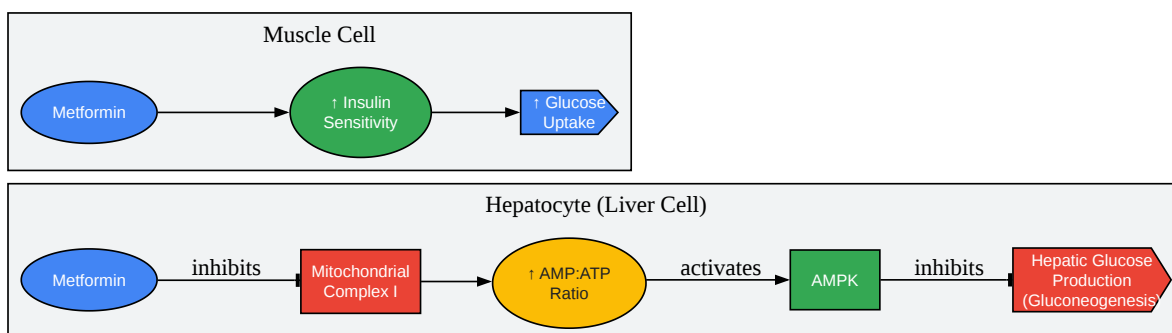 Muscle Cell
Metformin
↑ Insulin
Sensitivity
↑ Glucose
Uptake
Hepatocyte (Liver Cell)
Metformin
inhibits
Mitochondrial
Complex I
↑ AMP:ATP
Ratio
activates
AMPK
inhibits
Hepatic Glucose
Production
(Gluconeogenesis)